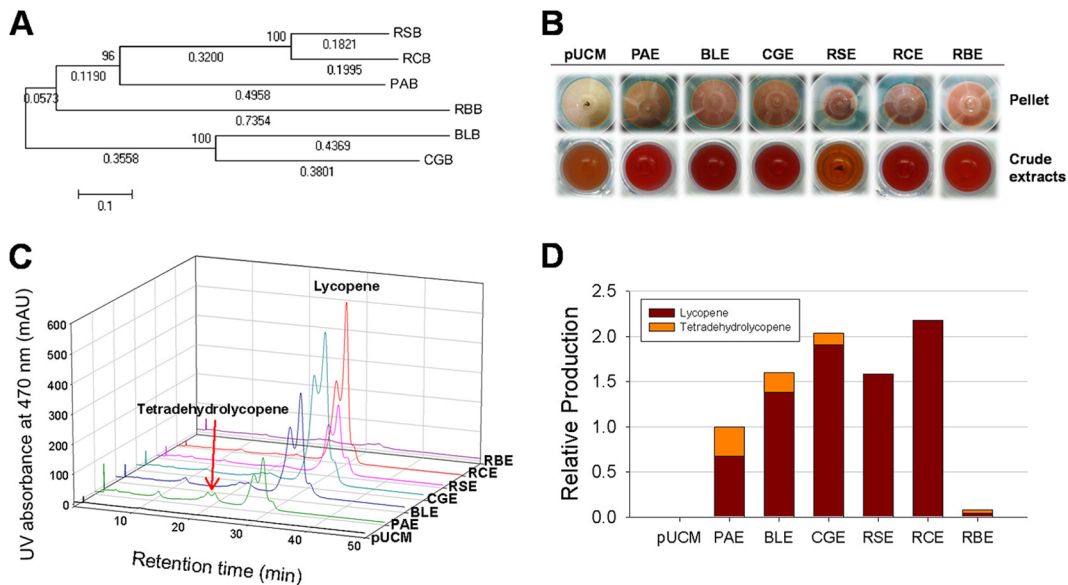 A
RSB
100
0.1821
96
0.3200
RCB
0.1190
0.1995
PAB
0.0573
0.4958
RBB
0.7354
BLB
100
0.4369
0.3558
CGB
0.3801
0.1
B
pUCM PAE BLE CGE RSE RCE RBE
Pellet
Crude
extracts
C
UV absorbance at 470 nm (mAU)
600
500
400
300
200
100
0
Lycopene
Tetradehydrolycopene
RBE
RCE
RSE
CGE
BLE
PAE
pUCM
10 20 30 40 50
Retention time (min)
D
Relative Production
2.5
2.0
1.5
1.0
0.5
0.0
Lycopene
Tetradehydrolycopene
pUCM PAE BLE CGE RSE RCE RBE